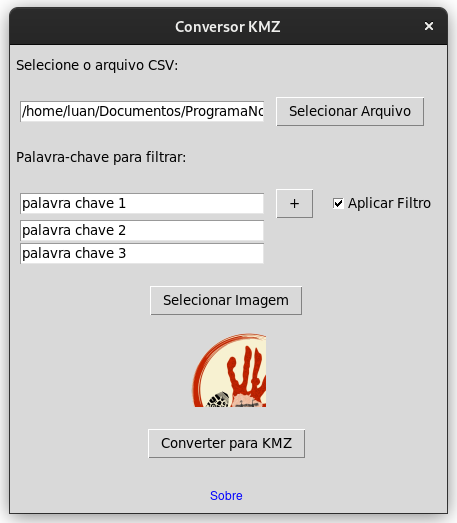 Conversor KMZ
Selecione o arquivo CSV:
/home/luan/Documentos/ProgramaNo Selecionar Arquivo
Palavra-chave para filtrar:
palavra chave 1 + Aplicar Filtro
palavra chave 2
palavra chave 3
Selecionar Imagem
Converter para KMZ
Sobre